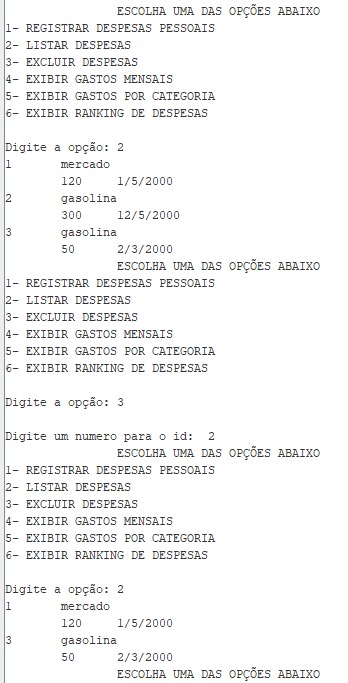 ESCOLHA UMA DAS OPÇÕES ABAIXO
1- REGISTRAR DESPESAS PESSOAIS
2- LISTAR DESPESAS
3- EXCLUIR DESPESAS
4- EXIBIR GASTOS MENSAIS
5- EXIBIR GASTOS POR CATEGORIA
6- EXIBIR RANKING DE DESPESAS
Digite a opção: 2
1 mercado
120 1/5/2000
2 gasolina
300 12/5/2000
3 gasolina
50 2/3/2000
ESCOLHA UMA DAS OPÇÕES ABAIXO
1- REGISTRAR DESPESAS PESSOAIS
2- LISTAR DESPESAS
3- EXCLUIR DESPESAS
4- EXIBIR GASTOS MENSAIS
5- EXIBIR GASTOS POR CATEGORIA
6- EXIBIR RANKING DE DESPESAS
Digite a opção: 3
Digite um numero para o id: 2
ESCOLHA UMA DAS OPÇÕES ABAIXO
1- REGISTRAR DESPESAS PESSOAIS
2- LISTAR DESPESAS
3- EXCLUIR DESPESAS
4- EXIBIR GASTOS MENSAIS
5- EXIBIR GASTOS POR CATEGORIA
6- EXIBIR RANKING DE DESPESAS
Digite a opção: 2
1 mercado
120 1/5/2000
3 gasolina
50 2/3/2000
ESCOLHA UMA DAS OPÇÕES ABAIXO